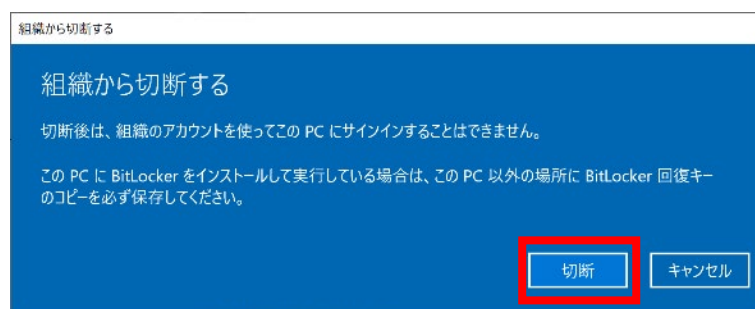 組織から切断する
組織から切断する
切断後は、組織のアカウントを使ってこの PC にサインインすることはできません。
この PC に BitLocker をインストールして実行している場合は、この PC 以外の場所に BitLocker 回復キー
のコピーを必ず保存してください。
切断
キャンセル